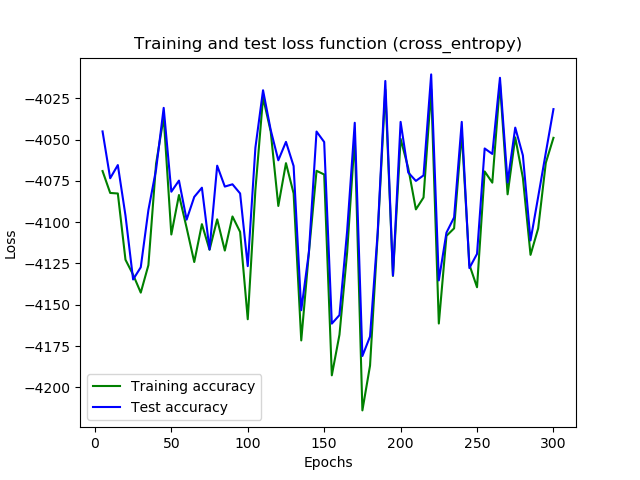 Training and test loss function (cross_entropy)
−4025
−4050
−4075
−4100
−4125
−4150
−4175
−4200
Loss
Training accuracy
Test accuracy
0 50 100 150 200 250 300
Epochs